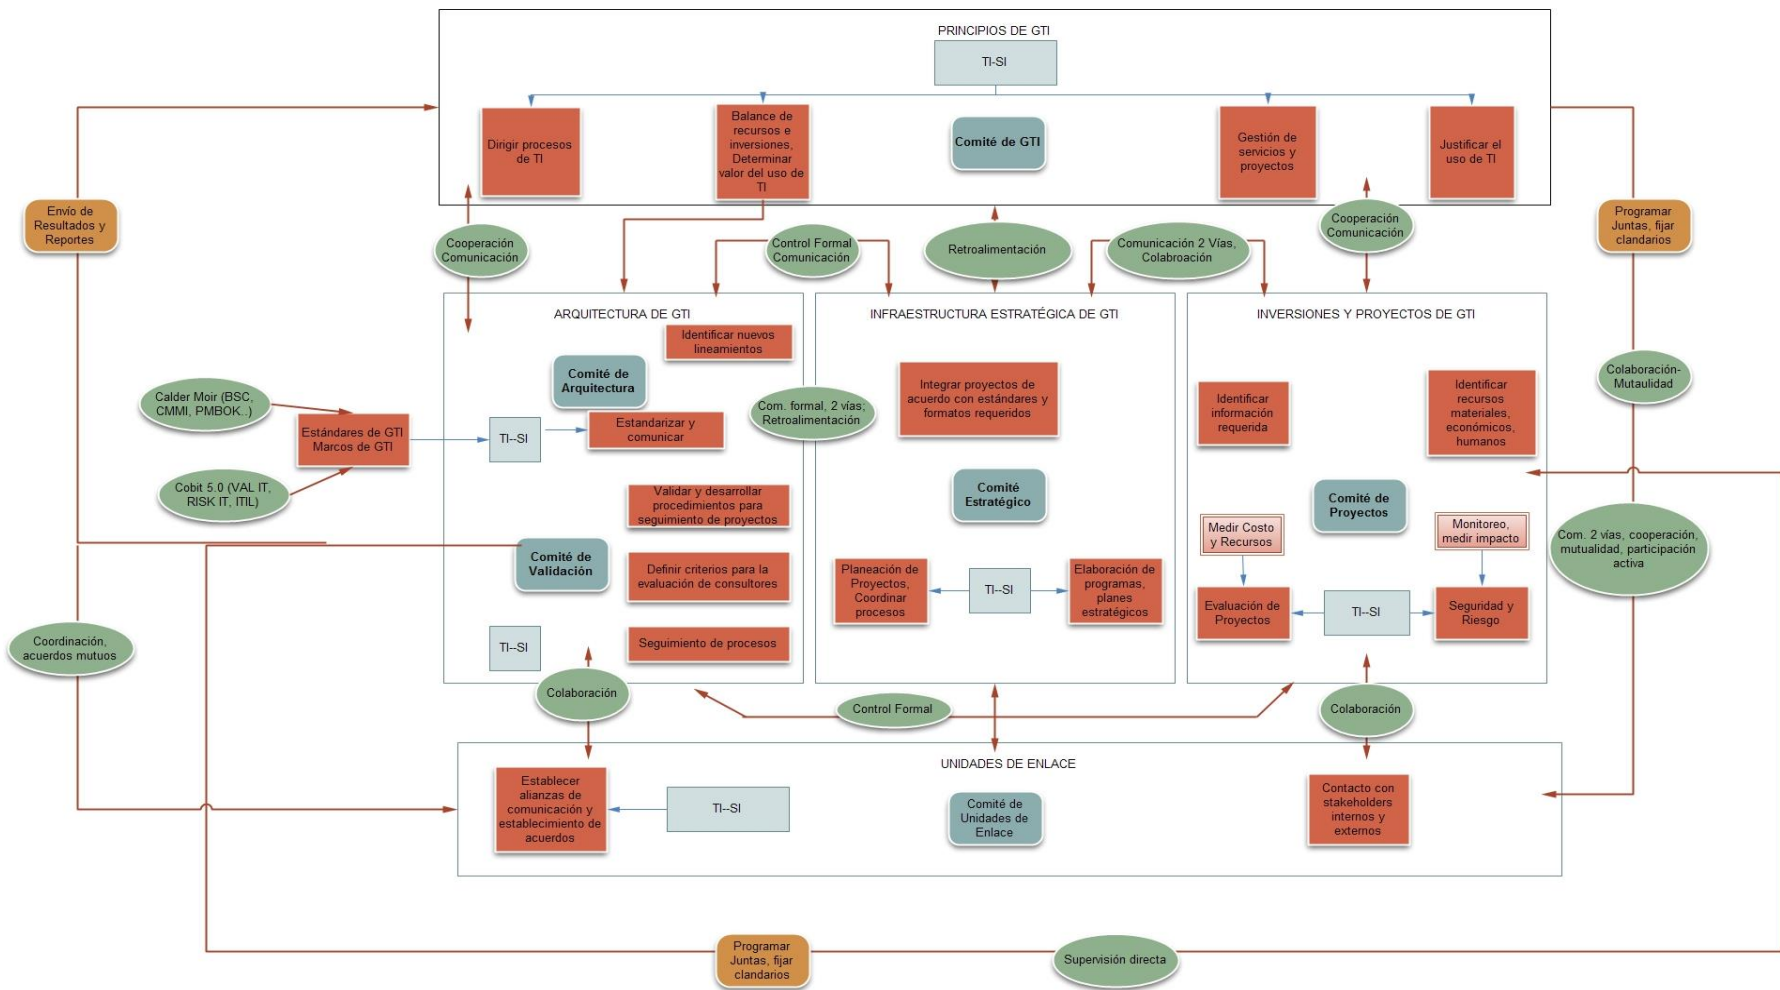 PRINCIPIOS DE GTI
TI-SI
Dirigir procesos
de TI
Balance de
recursos e
inversiones,
Determinar
valor del uso de
TI
Comité de GTI
Gestión de
servicios y
proyectos
Justificar el
uso de TI
Envío de
Resultados y
Reportes
Cooperación
Comunicación
Control Formal
Comunicación
Retroalimentación
Comunicación 2 Vías,
Colabroación
Cooperación
Comunicación
Programar
Juntas, fijar
clandarios
ARQUITECTURA DE GTI
Identificar nuevos
lineamientos
Comité de
Arquitectura
Calder Moir (BSC,
CMMI, PMBOK..)
Estándares de GTI
Marcos de GTI
Cobit 5.0 (VAL IT,
RISK IT, ITIL)
TI--SI
Estandarizar y
comunicar
Validar y desarrollar
procedimientos para
seguimiento de proyectos
Comité de
Validación
Definir criterios para la
evaluación de consultores
TI--SI
Seguimiento de procesos
Com. formal, 2 vías;
Retroalimentación
INFRAESTRUCTURA ESTRATÉGICA DE GTI
Integrar proyectos de
acuerdo con estándares y
formatos requeridos
Comité
Estratégico
Planeación de
Proyectos,
Coordinar
procesos
TI--SI
Elaboración de
programas,
planes
estratégicos
INVERSIONES Y PROYECTOS DE GTI
Identificar
información
requerida
Identificar
recursos
materiales,
económicos,
humanos
Comité de
Proyectos
Medir Costo
y Recursos
Monitoreo,
medir impacto
Evaluación de
Proyectos
TI--SI
Seguridad y
Riesgo
Colaboración-
Mutaulidad
Com. 2 vías, cooperación,
mutualidad, participación
activa
Coordinación,
acuerdos mutuos
Colaboración
Control Formal
Colaboración
UNIDADES DE ENLACE
Establecer
alianzas de
comunicación y
establecimiento de
acuerdos
TI--SI
Comité de
Unidades de
Enlace
Contacto con
stakeholders
internos y
externos
Programar
Juntas, fijar
clandarios
Supervisión directa